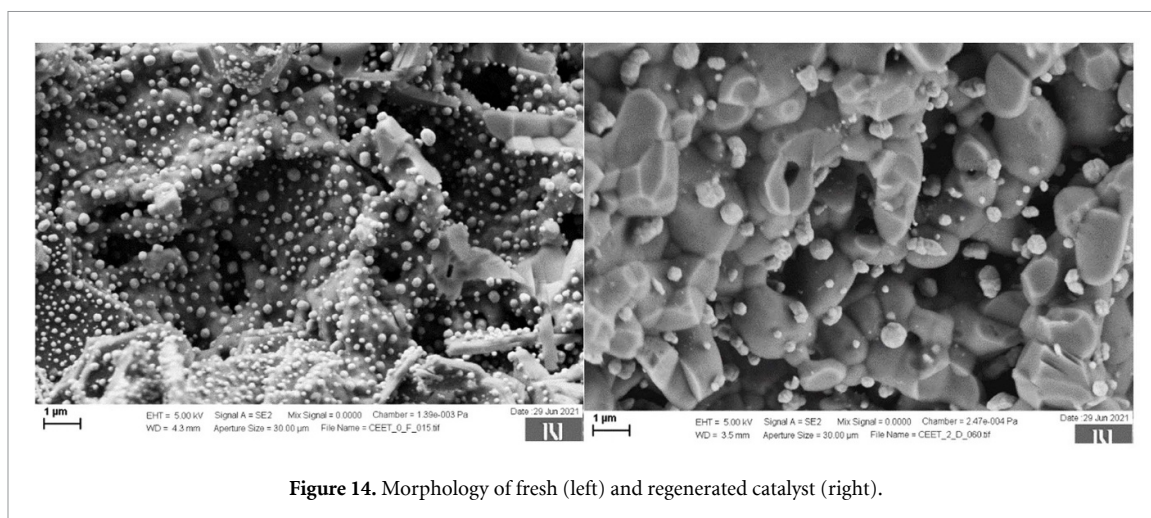 1 µm
EHT = 5.00 kV Signal A = SE2 Mix Signal = 0.0000 Chamber = 1.39e-003 Pa Date :29 Jun 2021
WD = 4.3 mm Aperture Size = 30.00 µm File Name = CEET_0_F_015.tif
1 µm
EHT = 5.00 kV Signal A = SE2 Mix Signal = 0.0000 Chamber = 2.47e-004 Pa Date :29 Jun 2021
WD = 3.5 mm Aperture Size = 30.00 µm File Name = CEET_2_D_060.tif
Figure 14. Morphology of fresh (left) and regenerated catalyst (right).